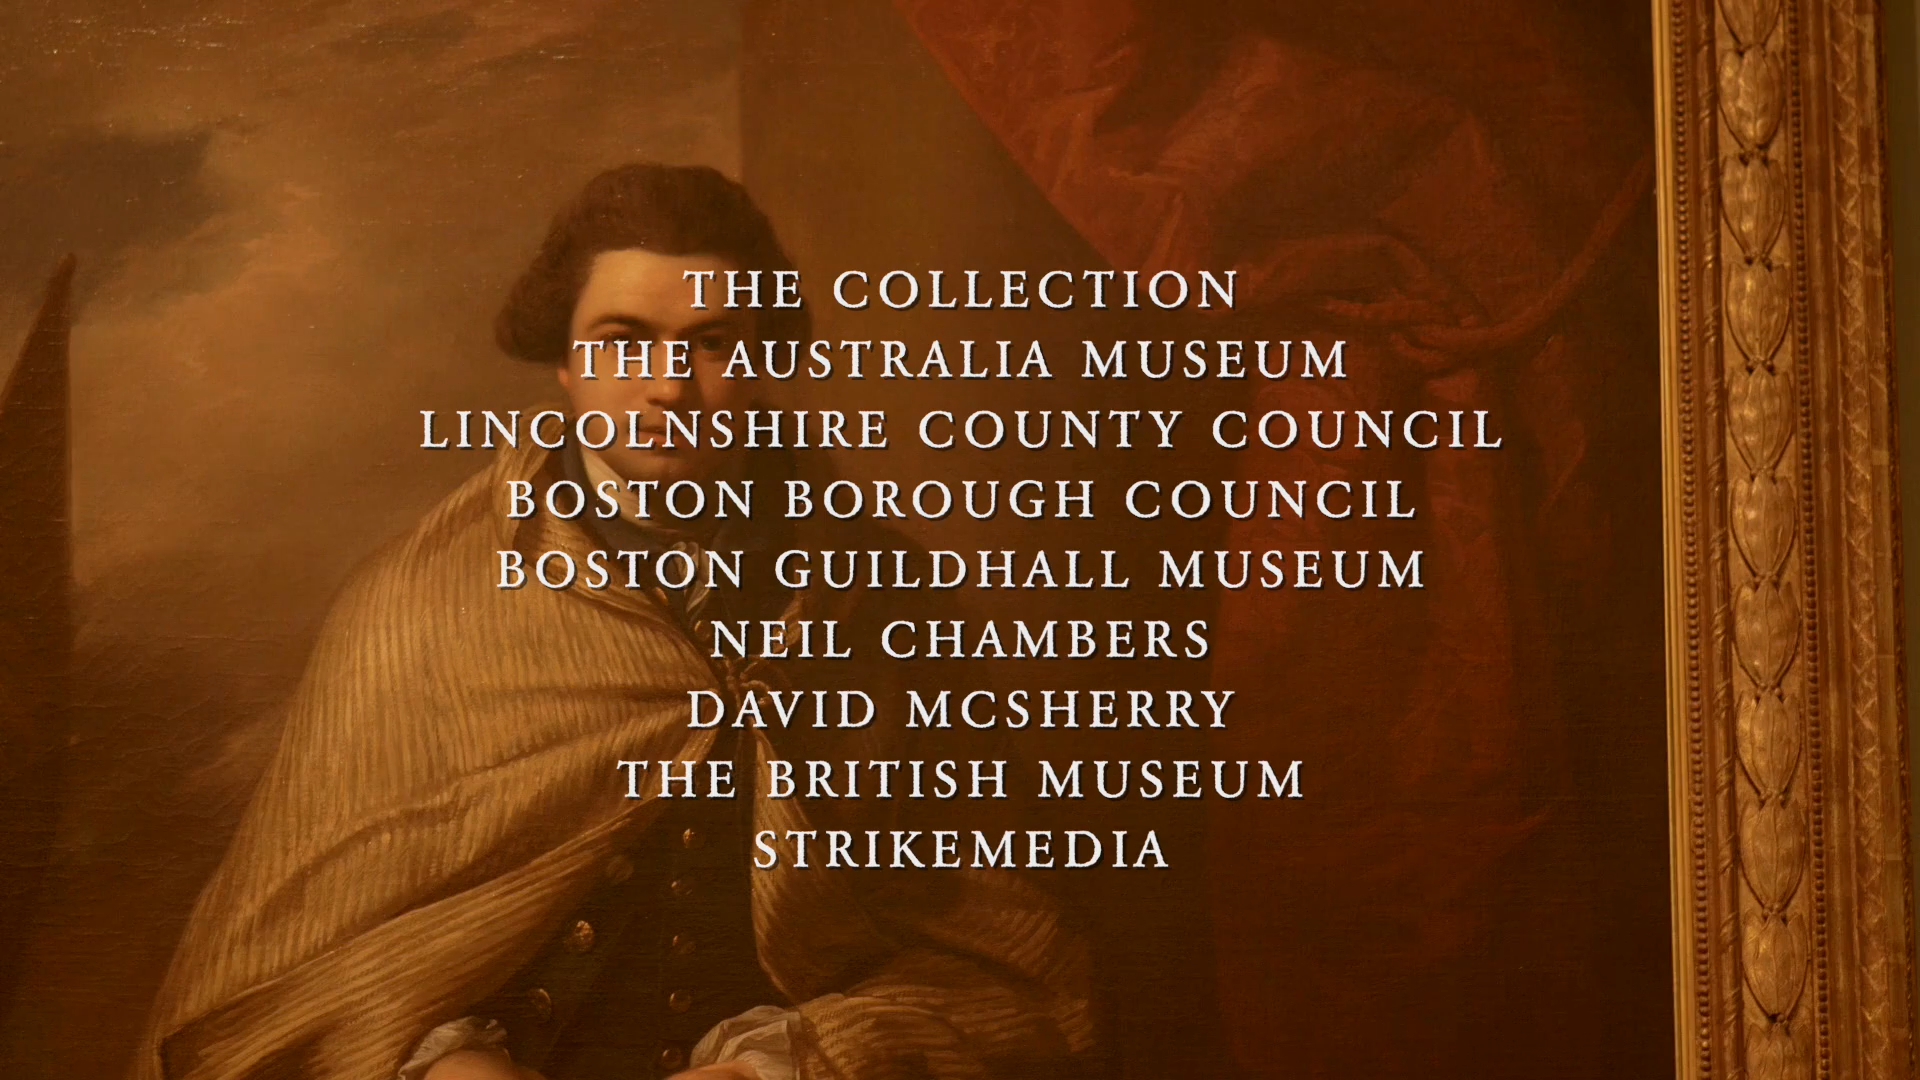 THE COLLECTION
THE AUSTRALIA MUSEUM
LINCOLNSHIRE COUNTY COUNCIL
BOSTON BOROUGH COUNCIL
BOSTON GUILDHALL MUSEUM
NEIL CHAMBERS
DAVID MCSHERRY
THE BRITISH MUSEUM
STRIKEMEDIA